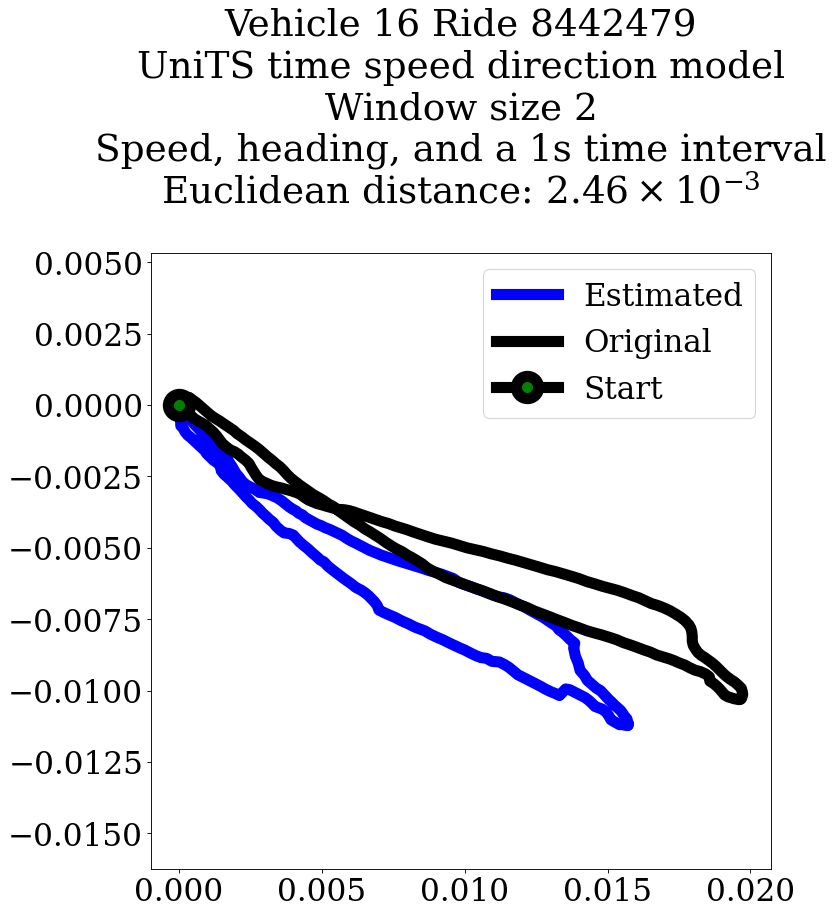 Vehicle 16 Ride 8442479
UniTS time speed direction model
Window size 2
Speed, heading, and a 1s time interval
Euclidean distance: 2.46 × 10⁻³
Estimated
Original
Start
0.0050
0.0025
0.0000
−0.0025
−0.0050
−0.0075
−0.0100
−0.0125
−0.0150
0.000 0.005 0.010 0.015 0.020